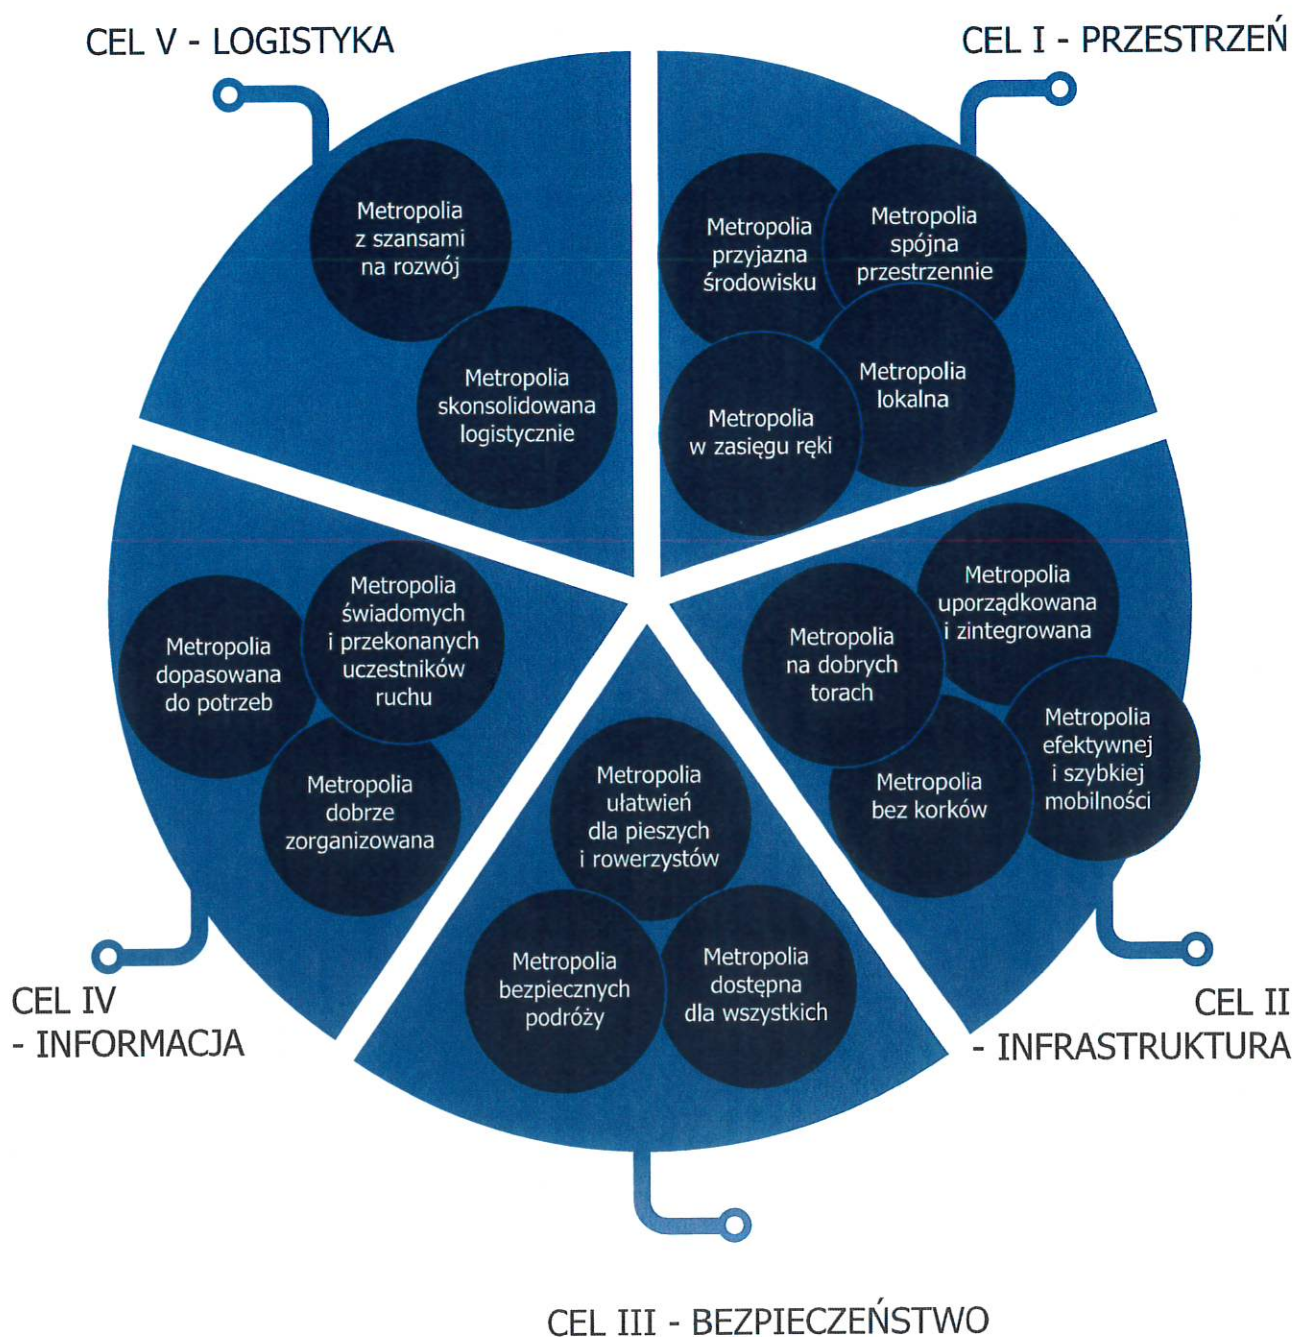 CEL V - LOGISTYKA
CEL I - PRZESTRZEŃ
Metropolia
z szansami
na rozwój
Metropolia
skonsolidowana
logistycznie
Metropolia
przyjazna
środowisku
Metropolia
spójna
przestrzennie
Metropolia
lokalna
Metropolia
w zasięgu ręki
Metropolia
uporządkowana
i zintegrowana
Metropolia
na dobrych
torach
Metropolia
efektywnej
i szybkiej
mobilności
Metropolia
bez korków
Metropolia
świadomych
i przekonanych
uczestników
ruchu
Metropolia
dopasowana
do potrzeb
Metropolia
dobrze
zorganizowana
Metropolia
ułatwień
dla pieszych
i rowerzystów
Metropolia
bezpiecznych
podróży
Metropolia
dostępna
dla wszystkich
CEL IV
- INFORMACJA
CEL II
- INFRASTRUKTURA
CEL III - BEZPIECZEŃSTWO